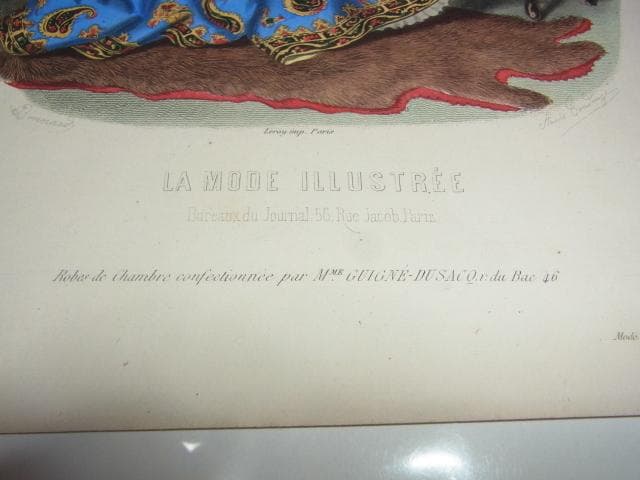 Leroy imp. Paris
LA MODE ILLUSTRÉE
Bureaux du Journal 56, Rue Jacob, Paris
Robes de Chambre confectionnée par MME GUIGNÉ-DUSACQ, r. du Bac 46
Mode